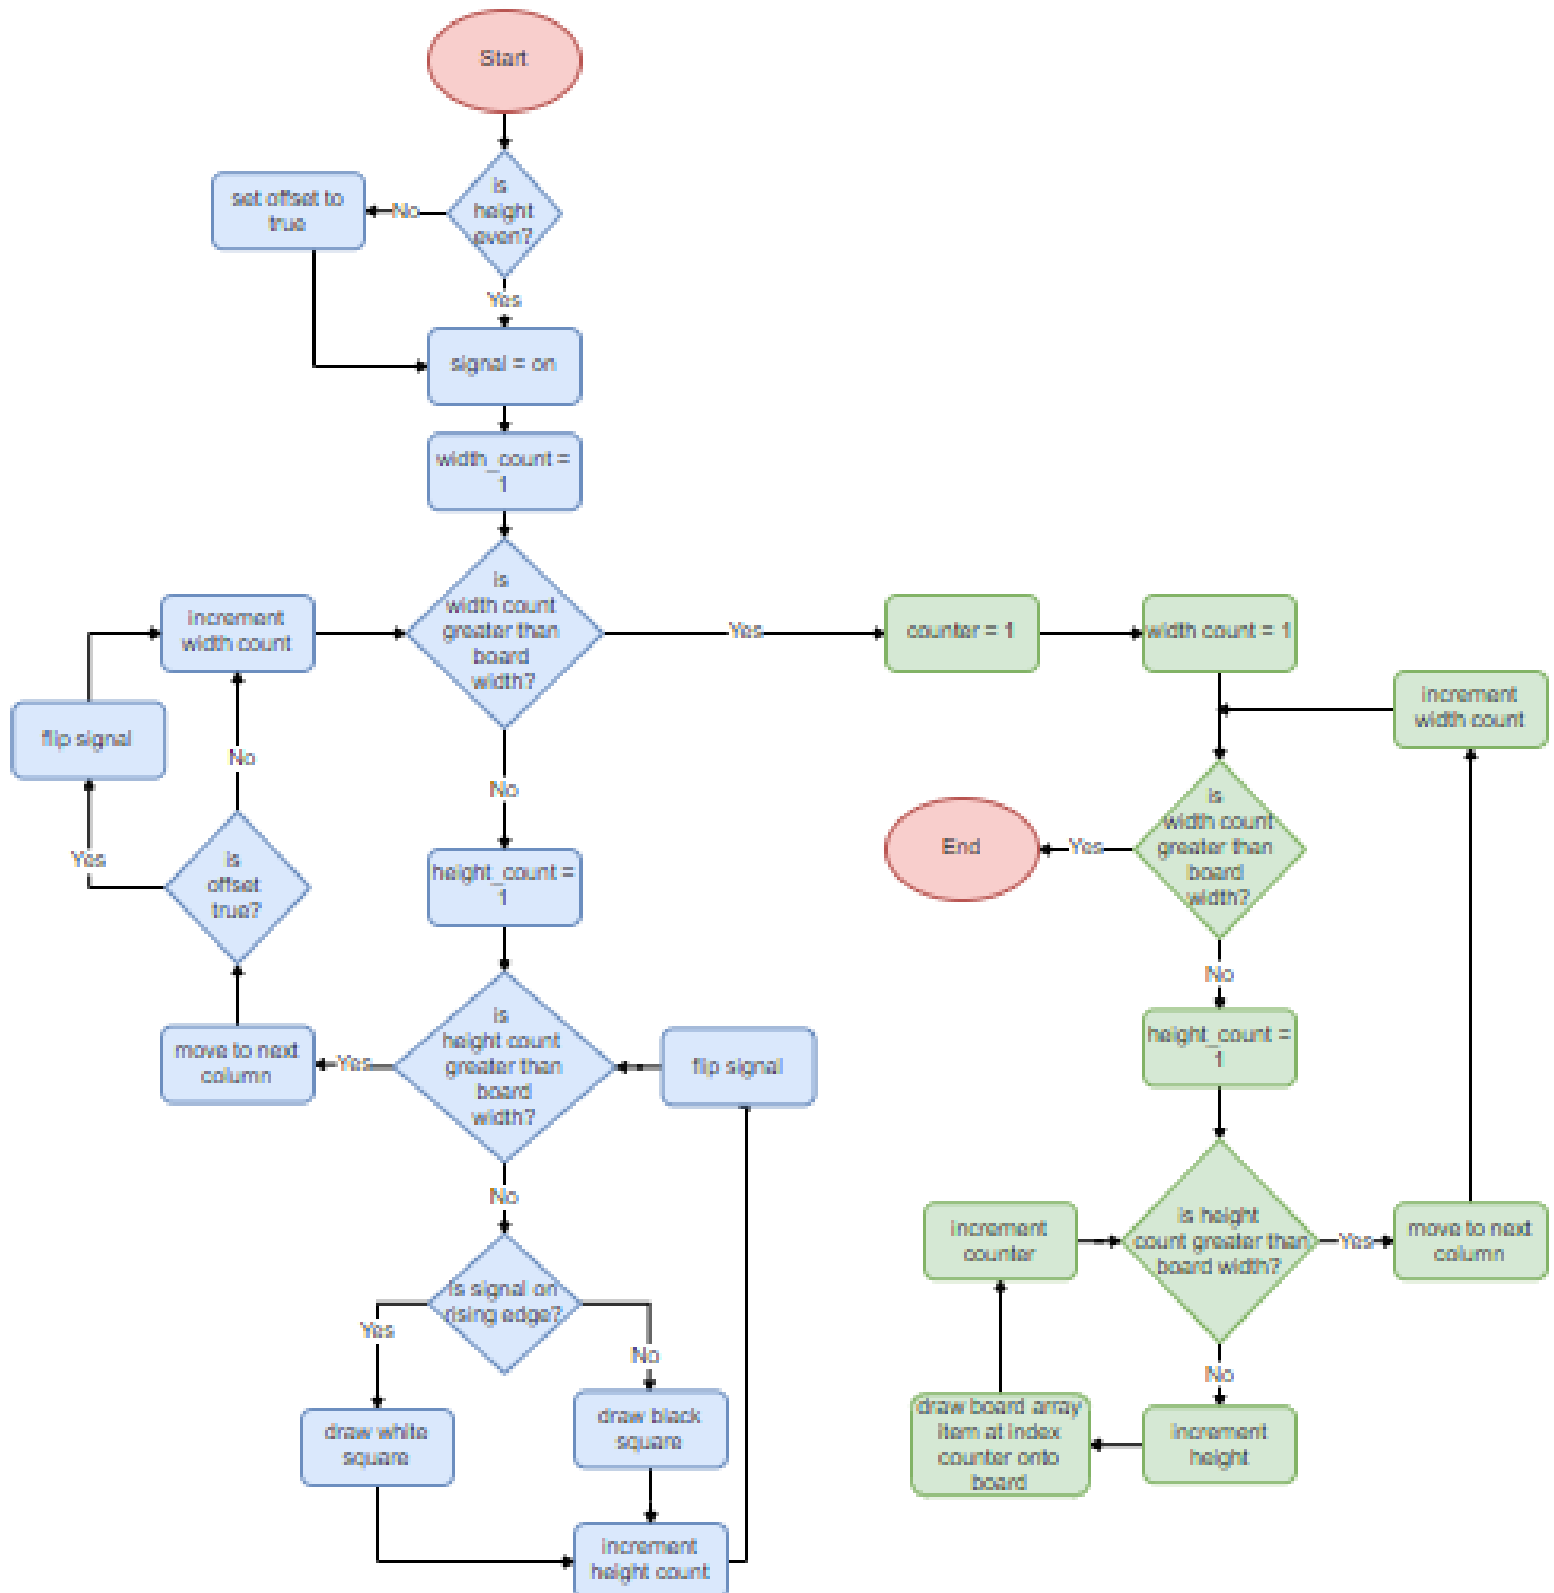 Start
is
height
even?
No
set offset to
true
Yes
signal = on
width_count =
1
is
width count
greater than
board
width?
increment
width count
flip signal
No
Yes
is
offset
true?
move to next
column
Yes
No
height_count =
1
is
height count
greater than
board
width?
Yes
flip signal
No
is signal on
rising edge?
Yes
No
draw white
square
draw black
square
increment
height count
counter = 1
width count = 1
increment
width count
is
width count
greater than
board
width?
Yes
End
No
height_count =
1
is height
count greater than
board width?
Yes
move to next
column
increment
counter
No
increment
height
draw board array
item at index
counter onto
board